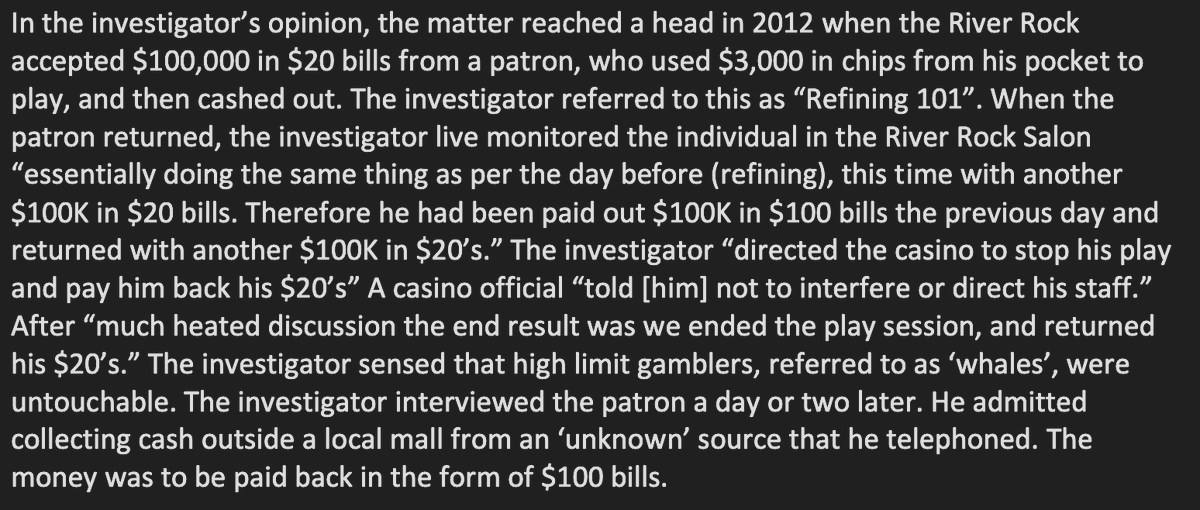 In the investigator’s opinion, the matter reached a head in 2012 when the River Rock
accepted $100,000 in $20 bills from a patron, who used $3,000 in chips from his pocket to
play, and then cashed out. The investigator referred to this as “Refining 101”. When the
patron returned, the investigator live monitored the individual in the River Rock Salon
“essentially doing the same thing as per the day before (refining), this time with another
$100K in $20 bills. Therefore he had been paid out $100K in $100 bills the previous day and
returned with another $100K in $20’s.” The investigator “directed the casino to stop his play
and pay him back his $20’s” A casino official “told [him] not to interfere or direct his staff.”
After “much heated discussion the end result was we ended the play session, and returned
his $20’s.” The investigator sensed that high limit gamblers, referred to as ‘whales’, were
untouchable. The investigator interviewed the patron a day or two later. He admitted
collecting cash outside a local mall from an ‘unknown’ source that he telephoned. The
money was to be paid back in the form of $100 bills.